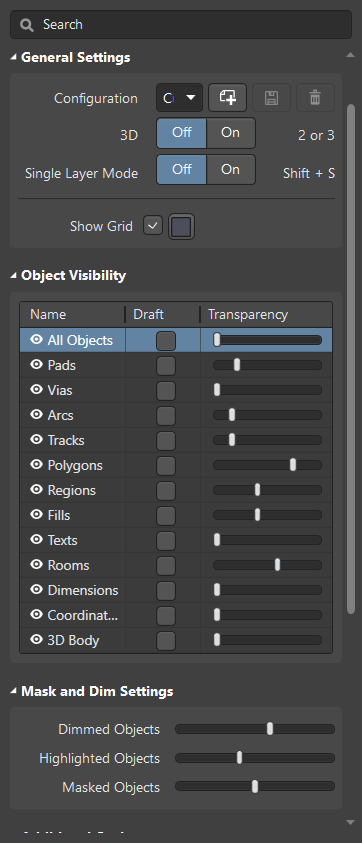 Search
General Settings
Configuration
3D Off On 2 or 3
Single Layer Mode Off On Shift + S
Show Grid
Object Visibility
Name Draft Transparency
All Objects
Pads
Vias
Arcs
Tracks
Polygons
Regions
Fills
Texts
Rooms
Dimensions
Coordinat...
3D Body
Mask and Dim Settings
Dimmed Objects
Highlighted Objects
Masked Objects